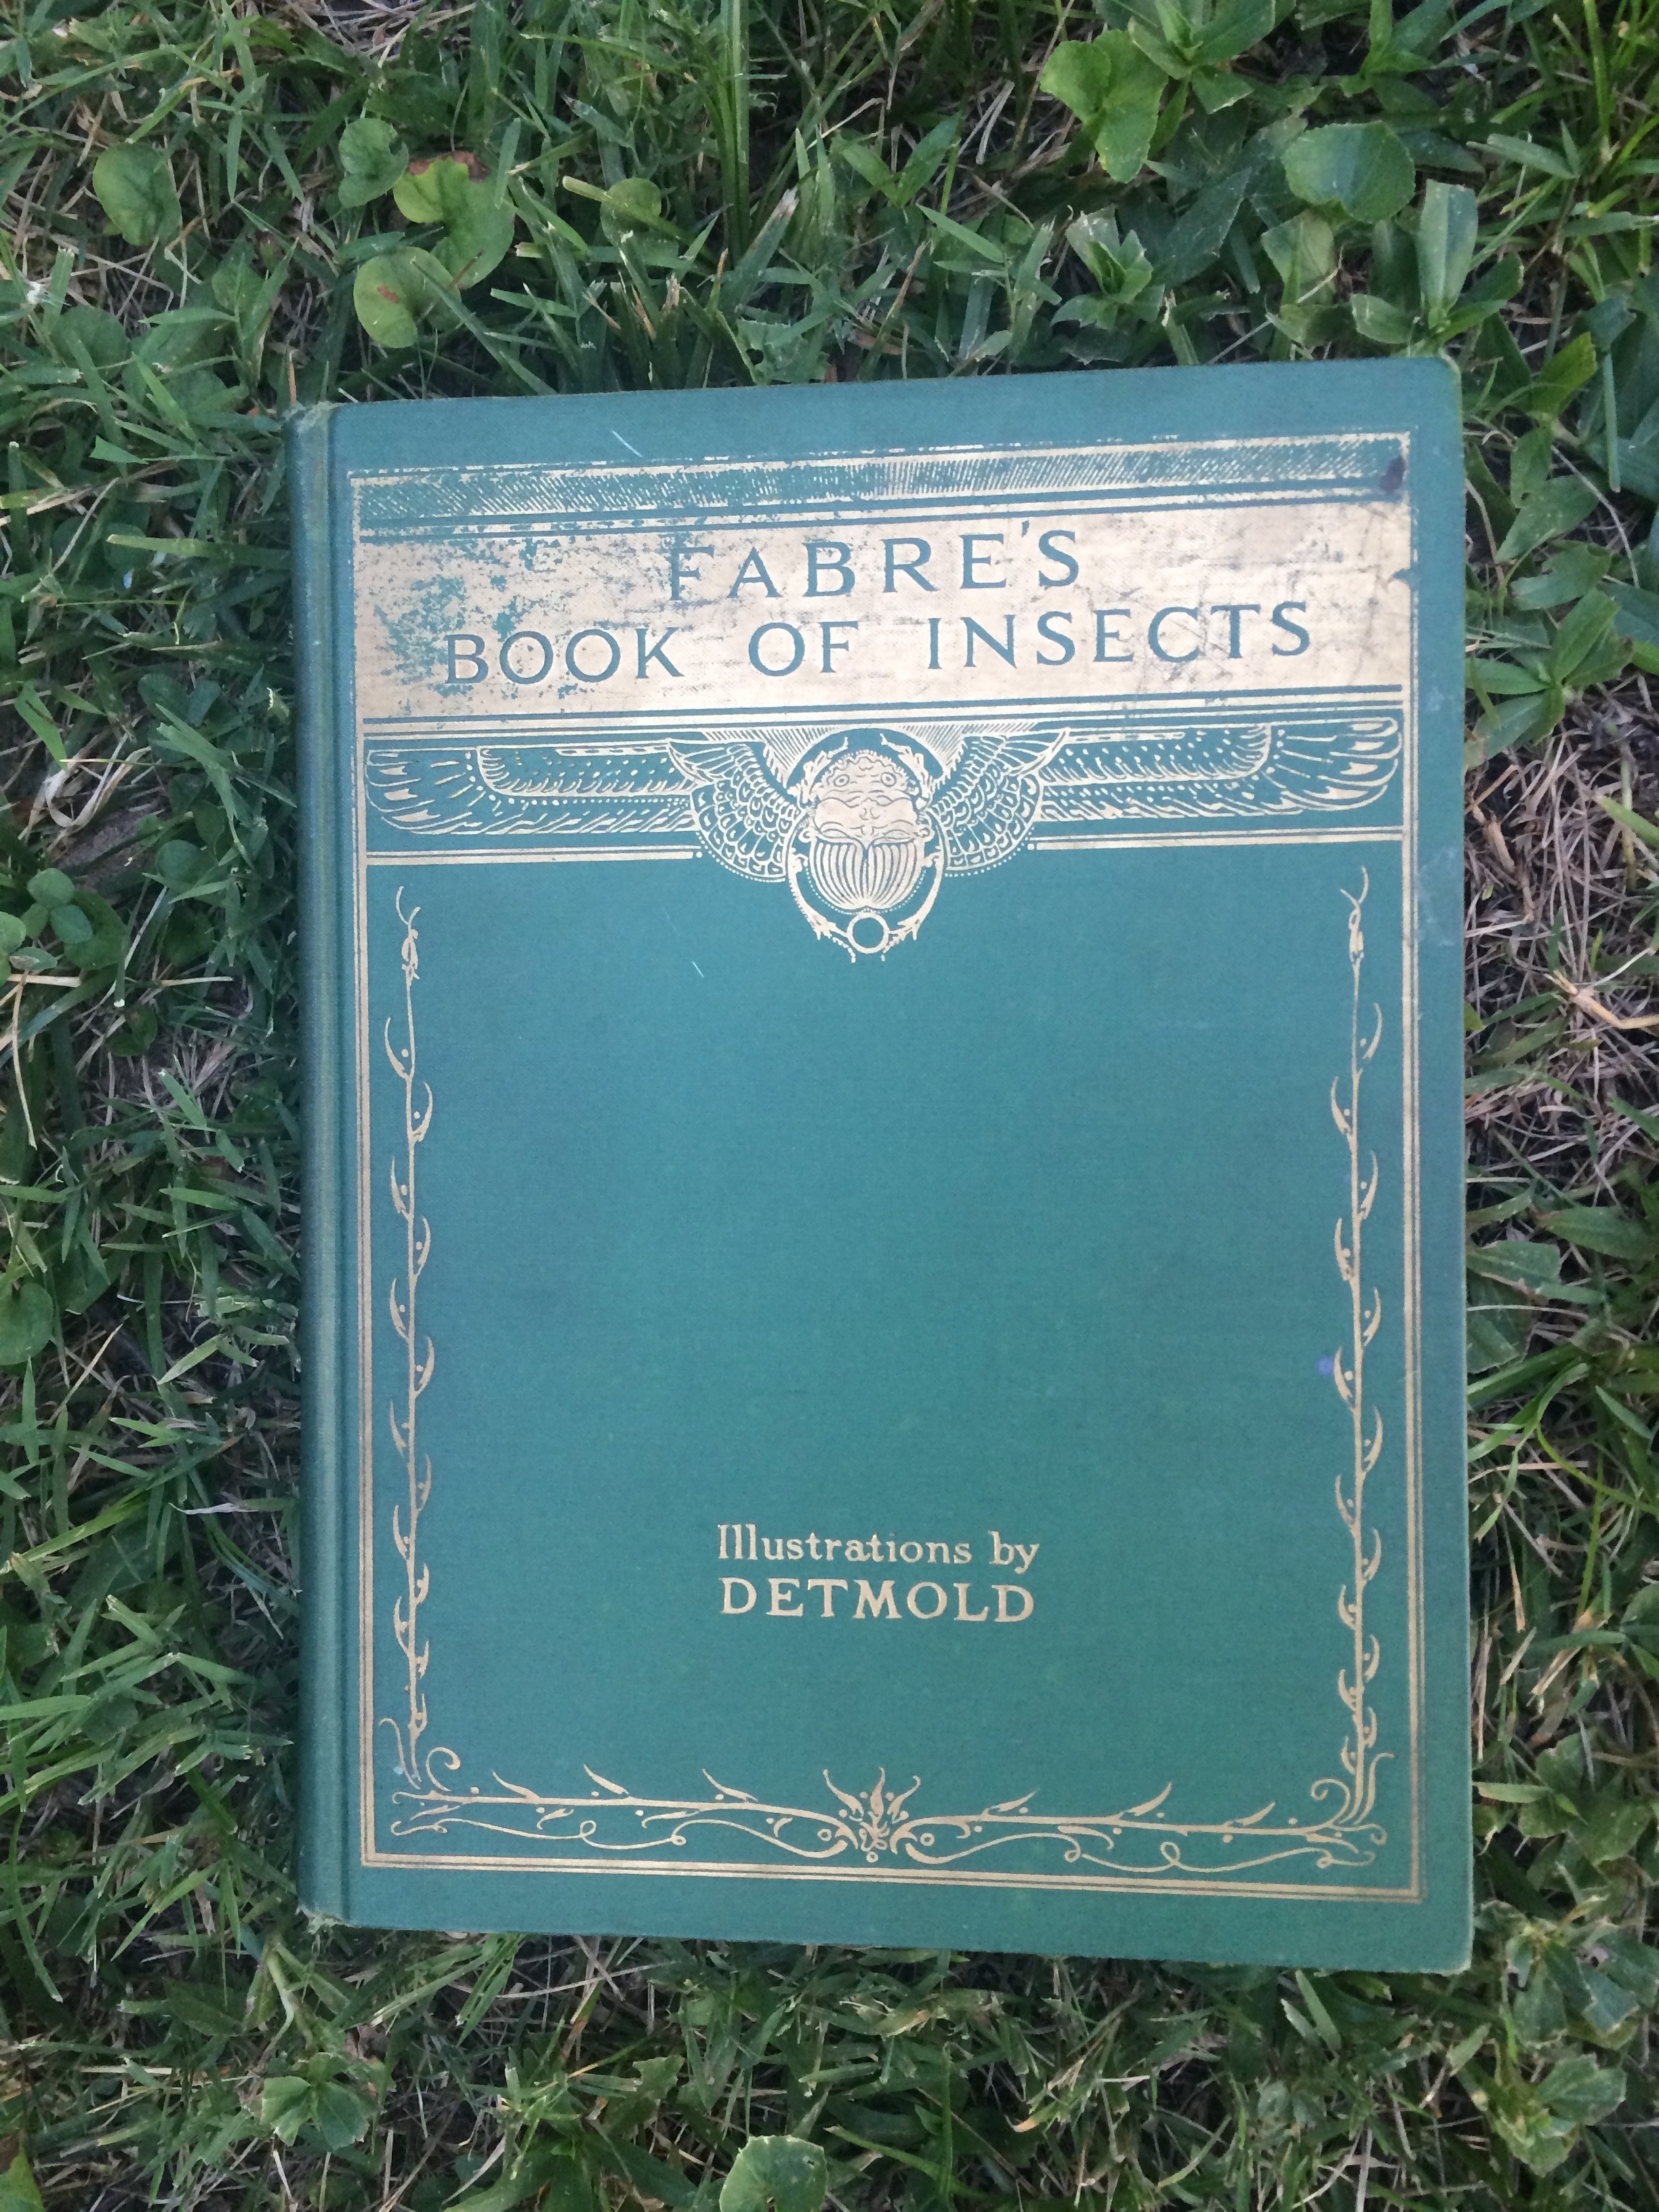 FABRE'S
BOOK OF INSECTS
Illustrations by
DETMOLD